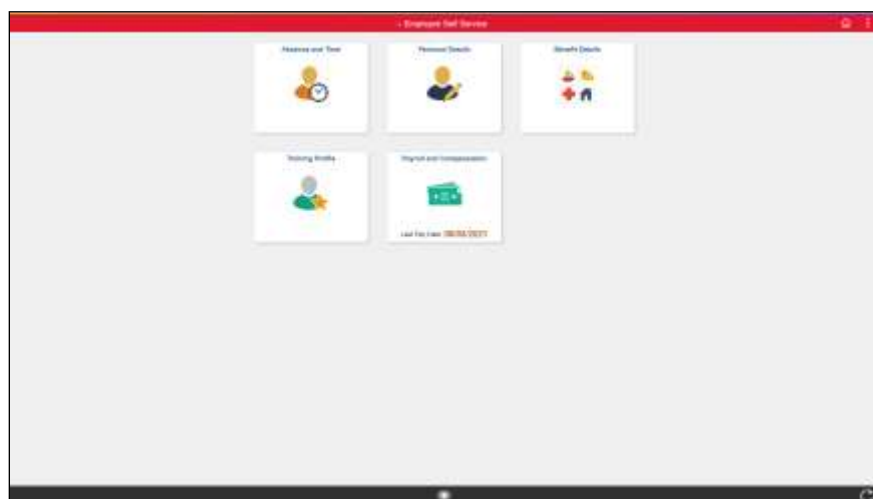 Employee Self Service
Absence and Time
Personal Details
Benefit Details
Training Profile
Payroll and Compensation
Last Pay Date